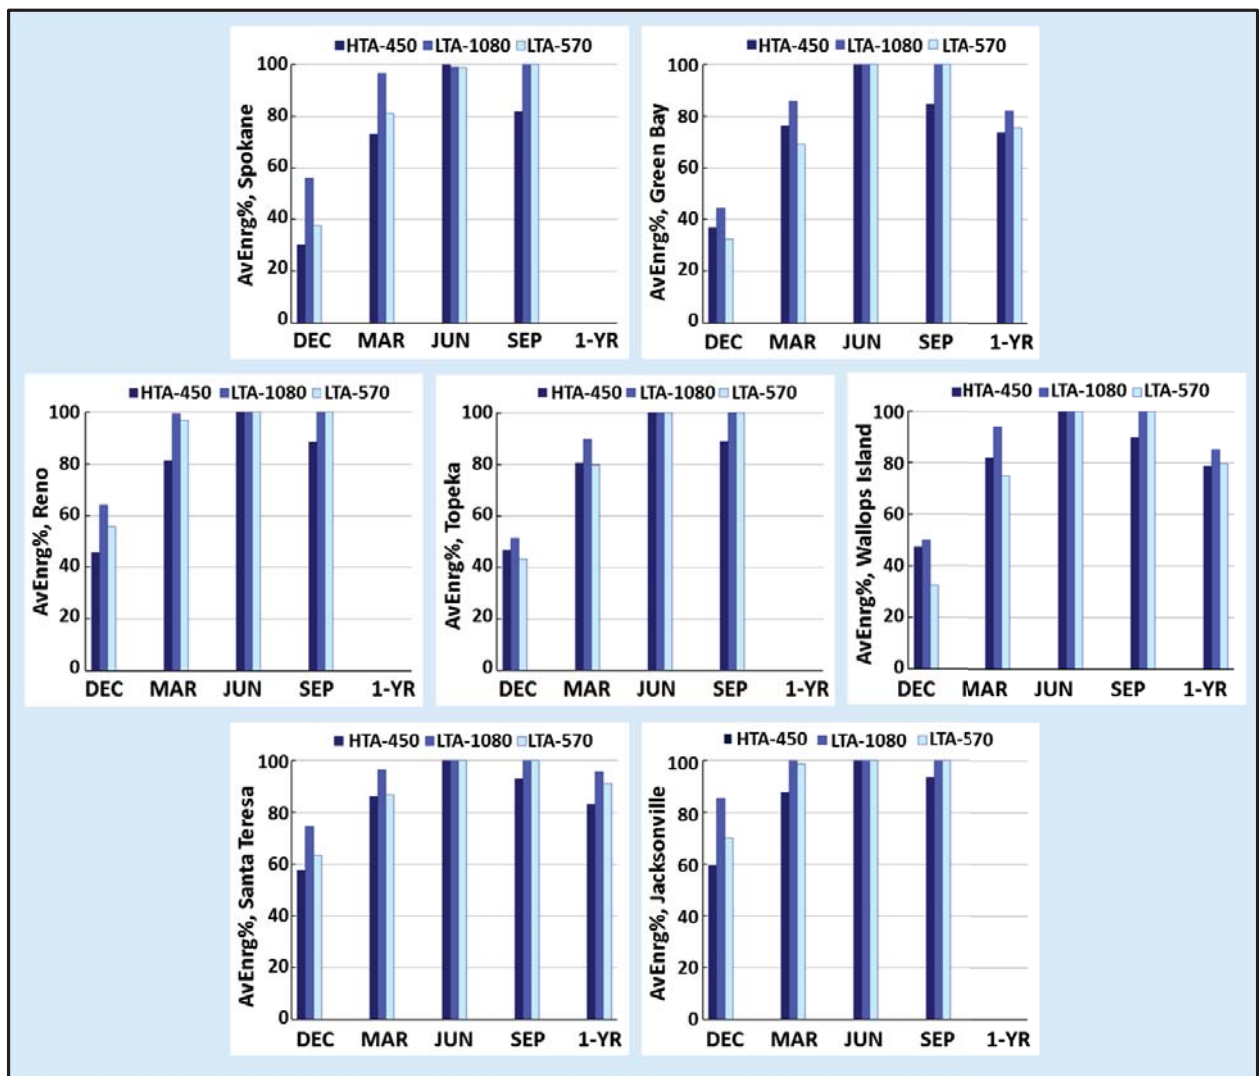 HTA-450 LTA-1080 LTA-570
AvEnrg%, Spokane
100
80
60
40
20
0
DEC MAR JUN SEP 1-YR
HTA-450 LTA-1080 LTA-570
AvEnrg%, Green Bay
100
80
60
40
20
0
DEC MAR JUN SEP 1-YR
HTA-450 LTA-1080 LTA-570
AvEnrg%, Reno
100
80
60
40
20
0
DEC MAR JUN SEP 1-YR
HTA-450 LTA-1080 LTA-570
AvEnrg%, Topeka
100
80
60
40
20
0
DEC MAR JUN SEP 1-YR
HTA-450 LTA-1080 LTA-570
AvEnrg%, Wallops Island
100
80
60
40
20
0
DEC MAR JUN SEP 1-YR
HTA-450 LTA-1080 LTA-570
AvEnrg%, Santa Teresa
100
80
60
40
20
0
DEC MAR JUN SEP 1-YR
HTA-450 LTA-1080 LTA-570
AvEnrg%, Jacksonville
100
80
60
40
20
0
DEC MAR JUN SEP 1-YR